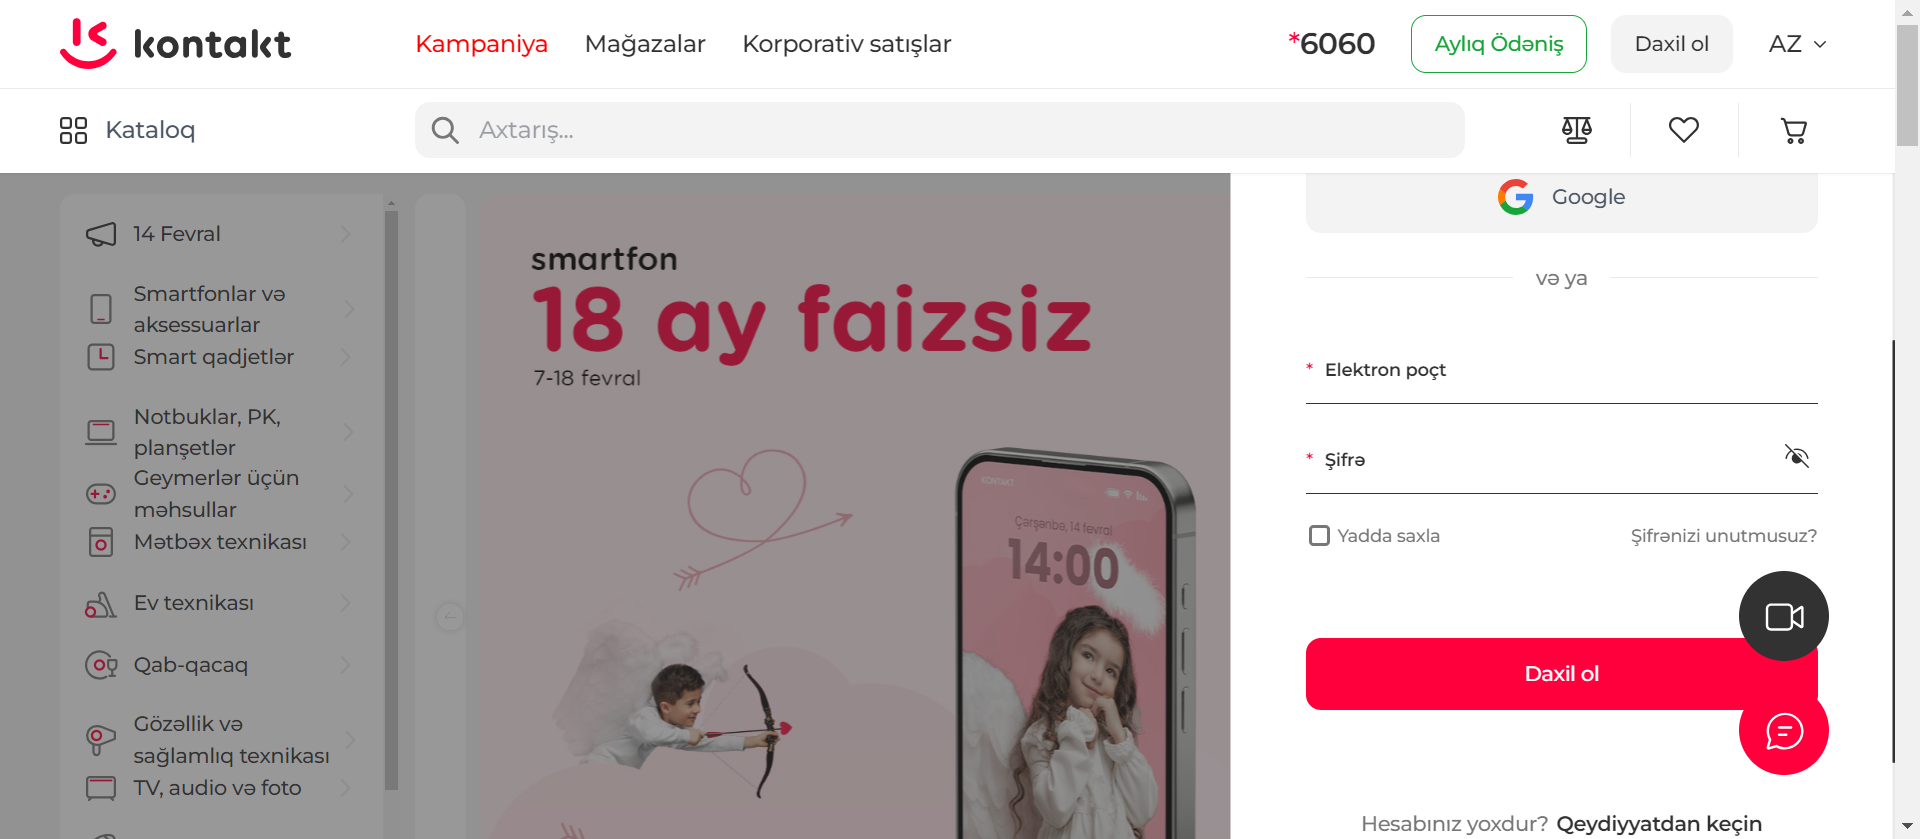 kontakt
Kampaniya
Mağazalar
Korporativ satışlar
*6060
Aylıq Ödəniş
Daxil ol
AZ
Kataloq
Axtarış...
14 Fevral
Smartfonlar və
aksessuarlar
Smart qadjetlər
Notbuklar, PK,
planşetlər
Geymerlər üçün
məhsullar
Mətbəx texnikası
Ev texnikası
Qab-qacaq
Gözəllik və
sağlamlıq texnikası
TV, audio və foto
smartfon
18 ay faizsiz
7-18 fevral
KONTAKT
Çərşənbə, 14 fevral
14:00
Google
və ya
* Elektron poçt
* Şifrə
Yadda saxla
Şifrənizi unutmusuz?
Daxil ol
Hesabınız yoxdur? Qeydiyyatdan keçin